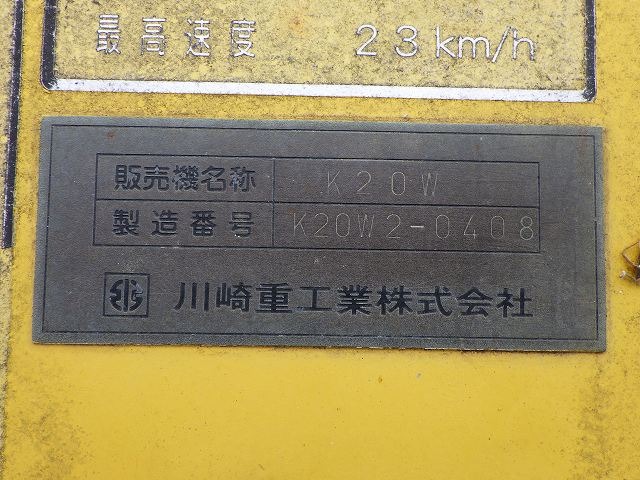 最高速度 23km/h
販売機名称 K20W
製造番号 K20W2-0408
川崎重工業株式会社